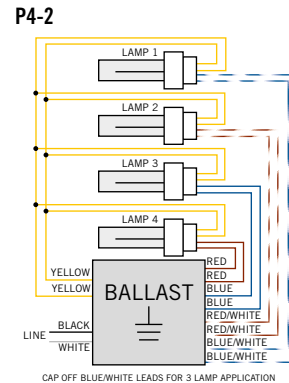 P4-2
LAMP 1
LAMP 2
LAMP 3
LAMP 4
YELLOW
YELLOW
LINE
BLACK
WHITE
BALLAST
RED
RED
BLUE
BLUE
RED/WHITE
RED/WHITE
BLUE/WHITE
BLUE/WHITE
CAP OFF BLUE/WHITE LEADS FOR 3 LAMP APPLICATION